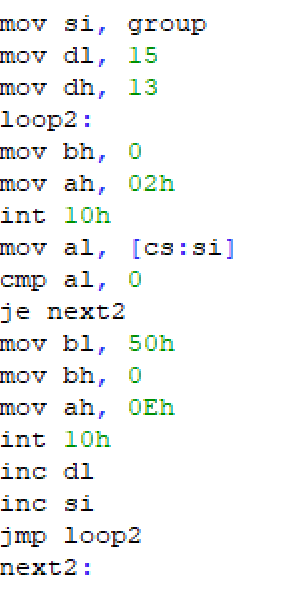 mov si, group
mov dl, 15
mov dh, 13
loop2:
mov bh, 0
mov ah, 02h
int 10h
mov al, [cs:si]
cmp al, 0
je next2
mov bl, 50h
mov bh, 0
mov ah, 0Eh
int 10h
inc dl
inc si
jmp loop2
next2: